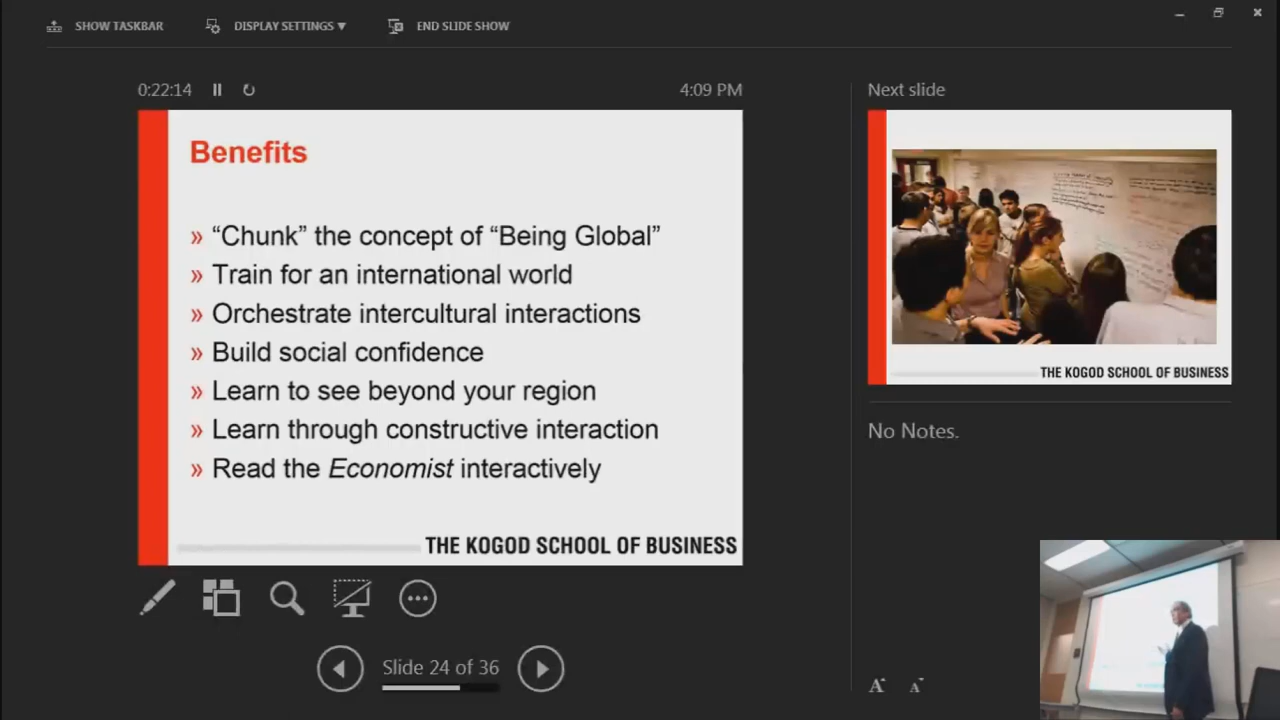 SHOW TASKBAR
DISPLAY SETTINGS ▼
END SLIDE SHOW
0:22:14
4:09 PM
Next slide
Benefits
» “Chunk” the concept of “Being Global”
» Train for an international world
» Orchestrate intercultural interactions
» Build social confidence
» Learn to see beyond your region
» Learn through constructive interaction
» Read the Economist interactively
THE KOGOD SCHOOL OF BUSINESS
THE KOGOD SCHOOL OF BUSINESS
No Notes.
Slide 24 of 36
A A